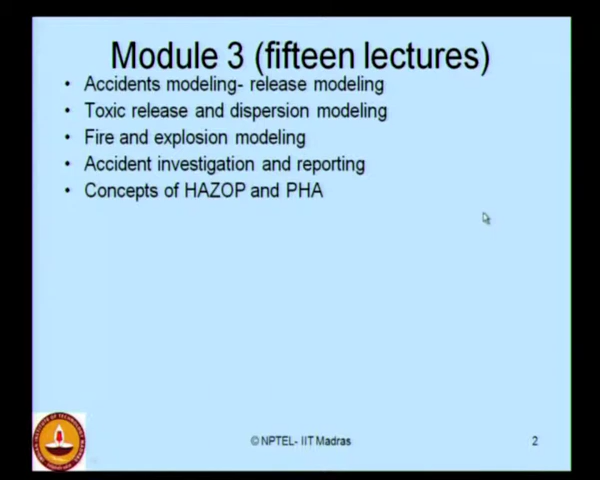 Module 3 (fifteen lectures)
• Accidents modeling- release modeling
• Toxic release and dispersion modeling
• Fire and explosion modeling
• Accident investigation and reporting
• Concepts of HAZOP and PHA
© NPTEL- IIT Madras
2